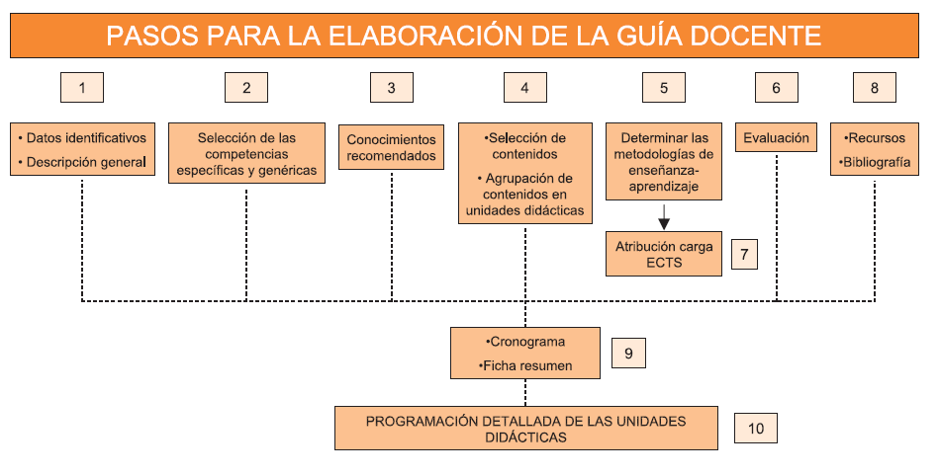 PASOS PARA LA ELABORACIÓN DE LA GUÍA DOCENTE
1
• Datos identificativos
• Descripción general
2
Selección de las
competencias
específicas y genéricas
3
Conocimientos
recomendados
4
•Selección de
contenidos
• Agrupación de
contenidos en
unidades didácticas
5
Determinar las
metodologías de
enseñanza-
aprendizaje
6
Evaluación
8
•Recursos
•Bibliografía
Atribución carga
ECTS
7
•Cronograma
•Ficha resumen
9
PROGRAMACIÓN DETALLADA DE LAS UNIDADES
DIDÁCTICAS
10